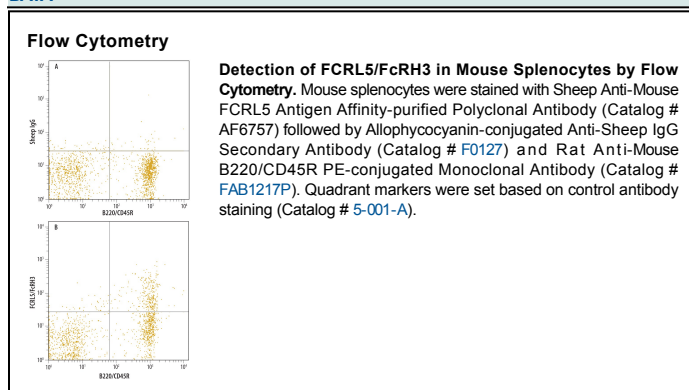 Flow Cytometry
A
Sheep IgG
B220/CD45R
B
FCRL5/FcRH3
B220/CD45R
Detection of FCRL5/FcRH3 in Mouse Splenocytes by Flow
Cytometry. Mouse splenocytes were stained with Sheep Anti-Mouse
FCRL5 Antigen Affinity-purified Polyclonal Antibody (Catalog #
AF6757) followed by Allophycocyanin-conjugated Anti-Sheep IgG
Secondary Antibody (Catalog # F0127) and Rat Anti-Mouse
B220/CD45R PE-conjugated Monoclonal Antibody (Catalog #
FAB1217P). Quadrant markers were set based on control antibody
staining (Catalog # 5-001-A).